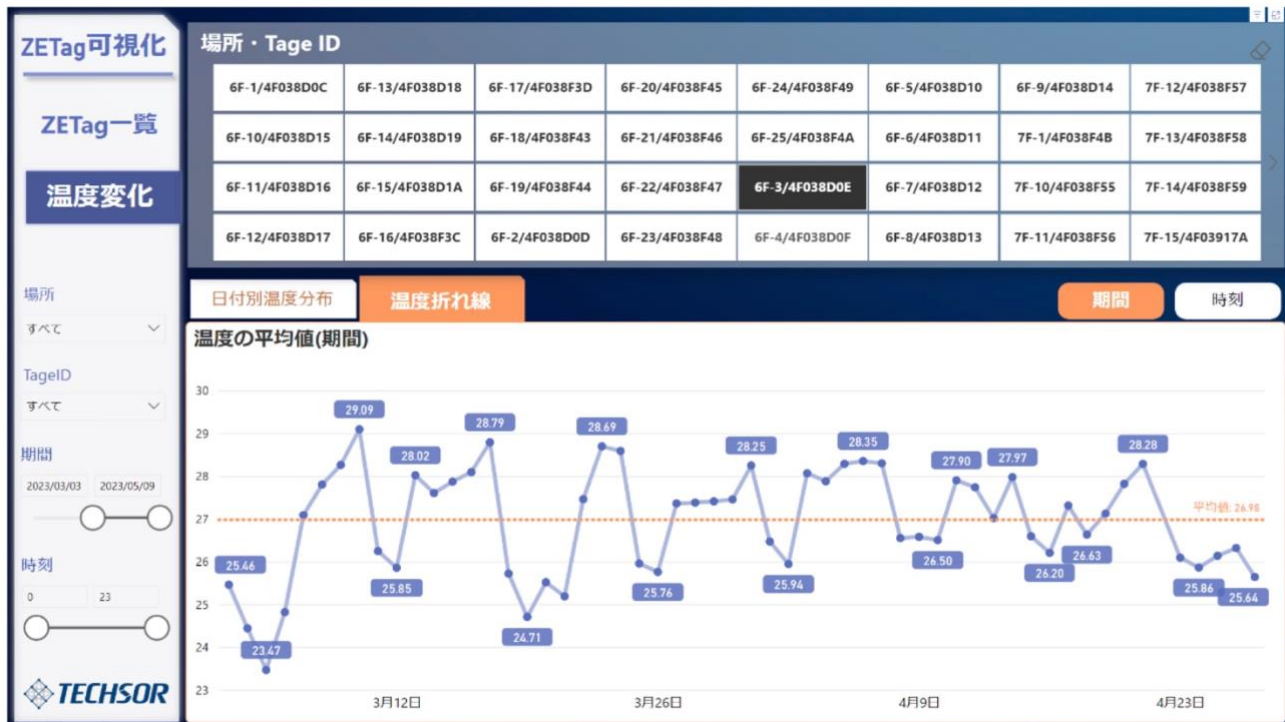 ZETag可視化
ZETag一覧
温度変化
場所
すべて
TageID
すべて
期間
2023/03/03 2023/05/09
時刻
0 23
TECHSOR
場所・Tage ID
6F-1/4F038D0C 6F-13/4F038D18 6F-17/4F038F3D 6F-20/4F038F45 6F-24/4F038F49 6F-5/4F038D10 6F-9/4F038D14 7F-12/4F038F57
6F-10/4F038D15 6F-14/4F038D19 6F-18/4F038F43 6F-21/4F038F46 6F-25/4F038F4A 6F-6/4F038D11 7F-1/4F038F4B 7F-13/4F038F58
6F-11/4F038D16 6F-15/4F038D1A 6F-19/4F038F44 6F-22/4F038F47 6F-3/4F038D0E 6F-7/4F038D12 7F-10/4F038F55 7F-14/4F038F59
6F-12/4F038D17 6F-16/4F038F3C 6F-2/4F038D0D 6F-23/4F038F48 6F-4/4F038D0F 6F-8/4F038D13 7F-11/4F038F56 7F-15/4F03917A
日付別温度分布 温度折れ線 期間 時刻
温度の平均値(期間)
30
29
28
27
26
25
24
23
25.46
23.47
29.09
25.85
28.02
28.79
24.71
28.69
25.76
28.25
25.94
28.35
26.50
27.90
27.97
26.20
26.63
28.28
25.86
25.64
平均値: 26.98
3月12日 3月26日 4月9日 4月23日